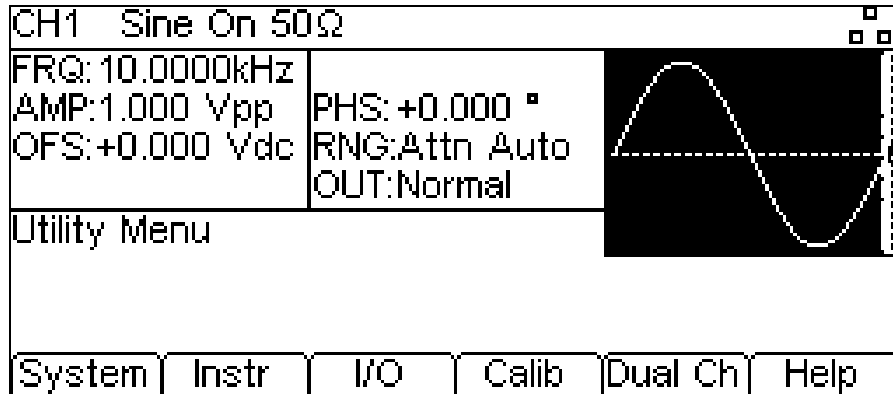 CH1 Sine On 50Ω
FRQ:10.0000kHz
AMP:1.000 Vpp
OFS:+0.000 Vdc
PHS:+0.000 °
RNG:Attn Auto
OUT:Normal
Utility Menu
System Instr I/O Calib Dual Ch Help